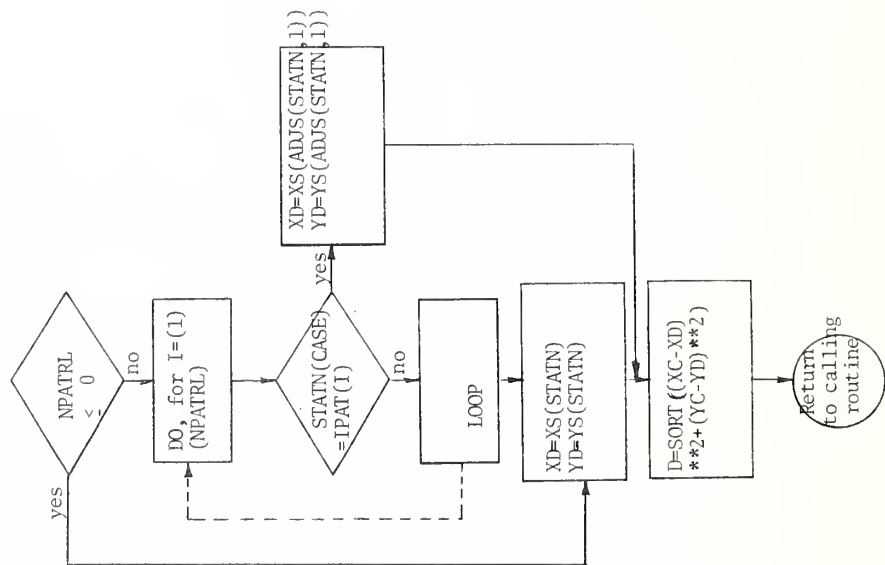 NPATRL
≤ 0
yes
no
DO, for I=(1)
(NPATRL)
STATN(CASE)
=IPAT(I)
yes
no
XD=XS(ADJS(STATN,1))
YD=YS(ADJS(STATN,1))
LOOP
XD=XS(STATN)
YD=YS(STATN)
D=SORT((XC-XD)
**2+(YC-YD)**2)
Return
to calling
routine